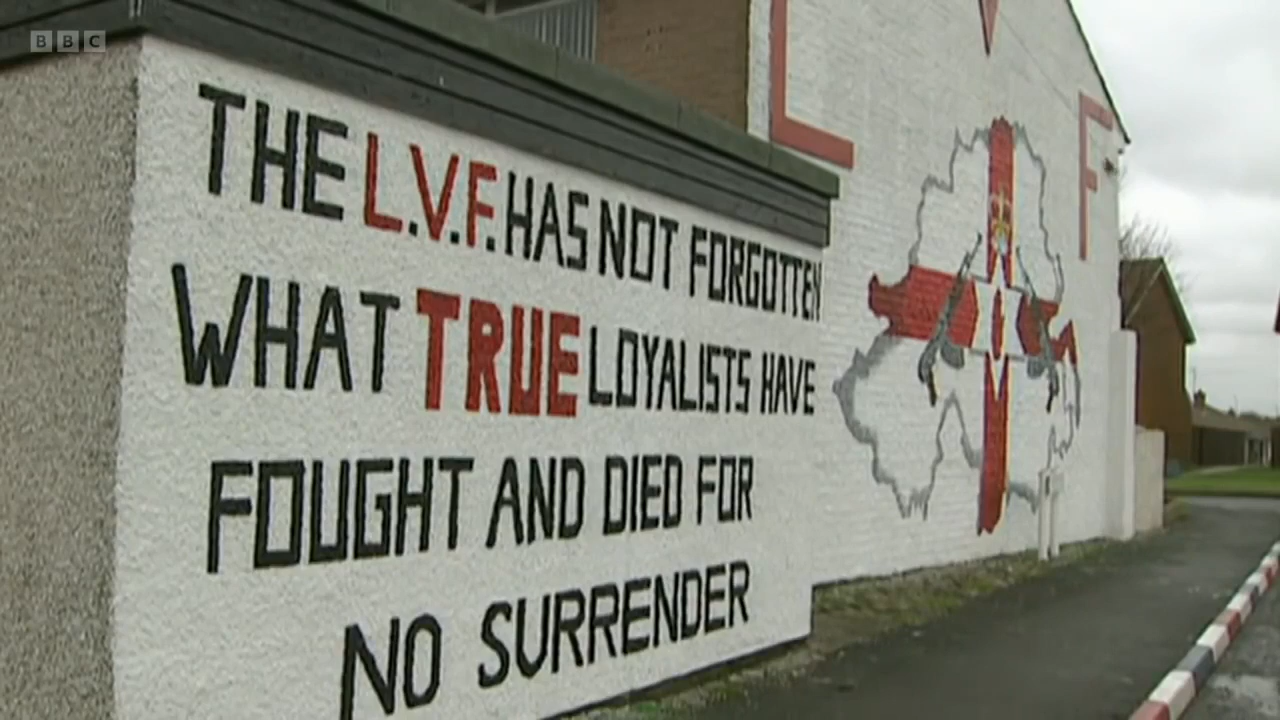 BBC
THE L.V.F. HAS NOT FORGOTTEN
WHAT TRUE LOYALISTS HAVE
FOUGHT AND DIED FOR
NO SURRENDER
L V F